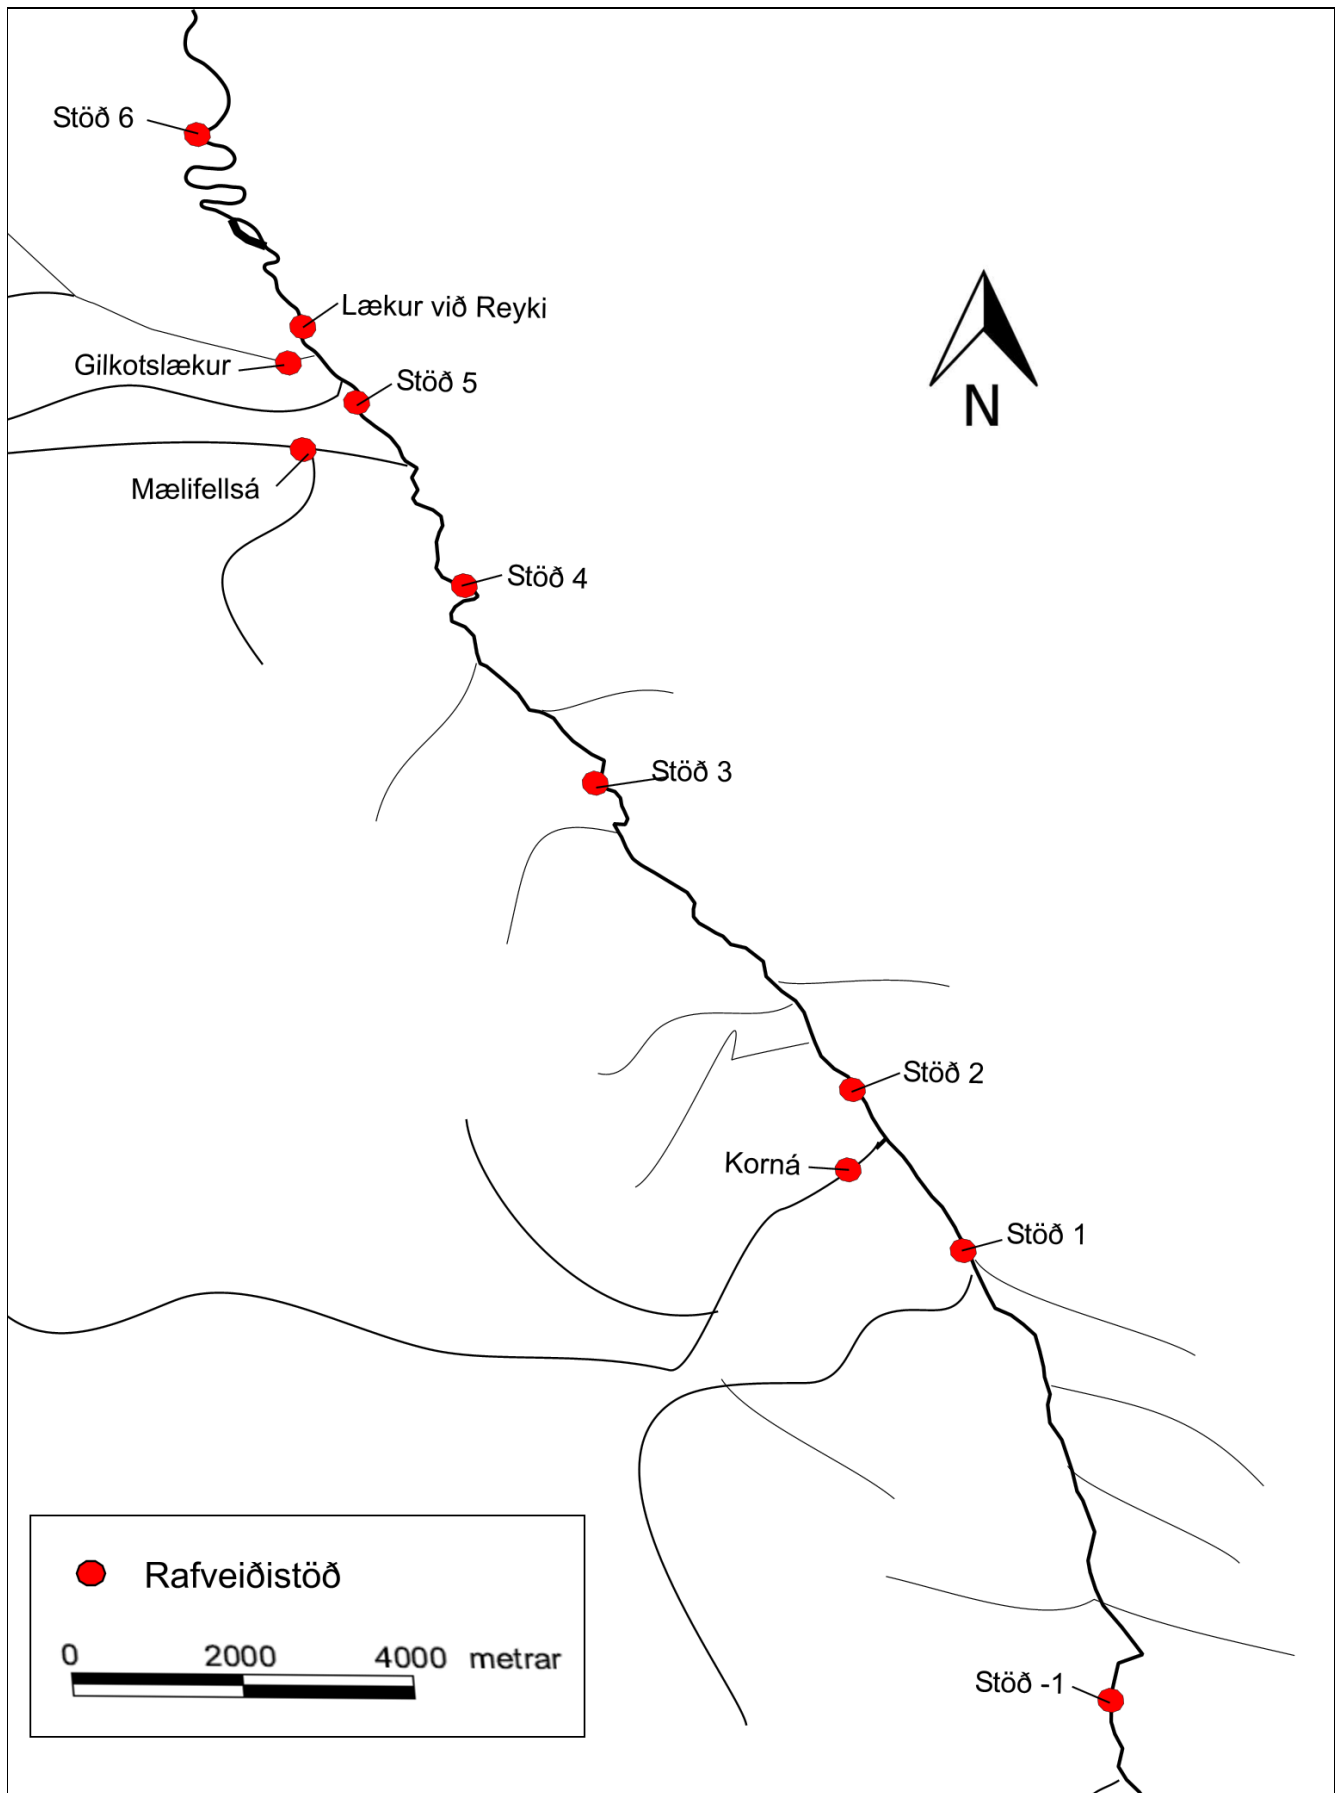 Stöð 6
Lækur við Reyki
Gilkotslækur
Stöð 5
N
Mælifellsá
Stöð 4
Stöð 3
Stöð 2
Korná
Stöð 1
Rafveiðistöð
0 2000 4000 metrar
Stöð -1